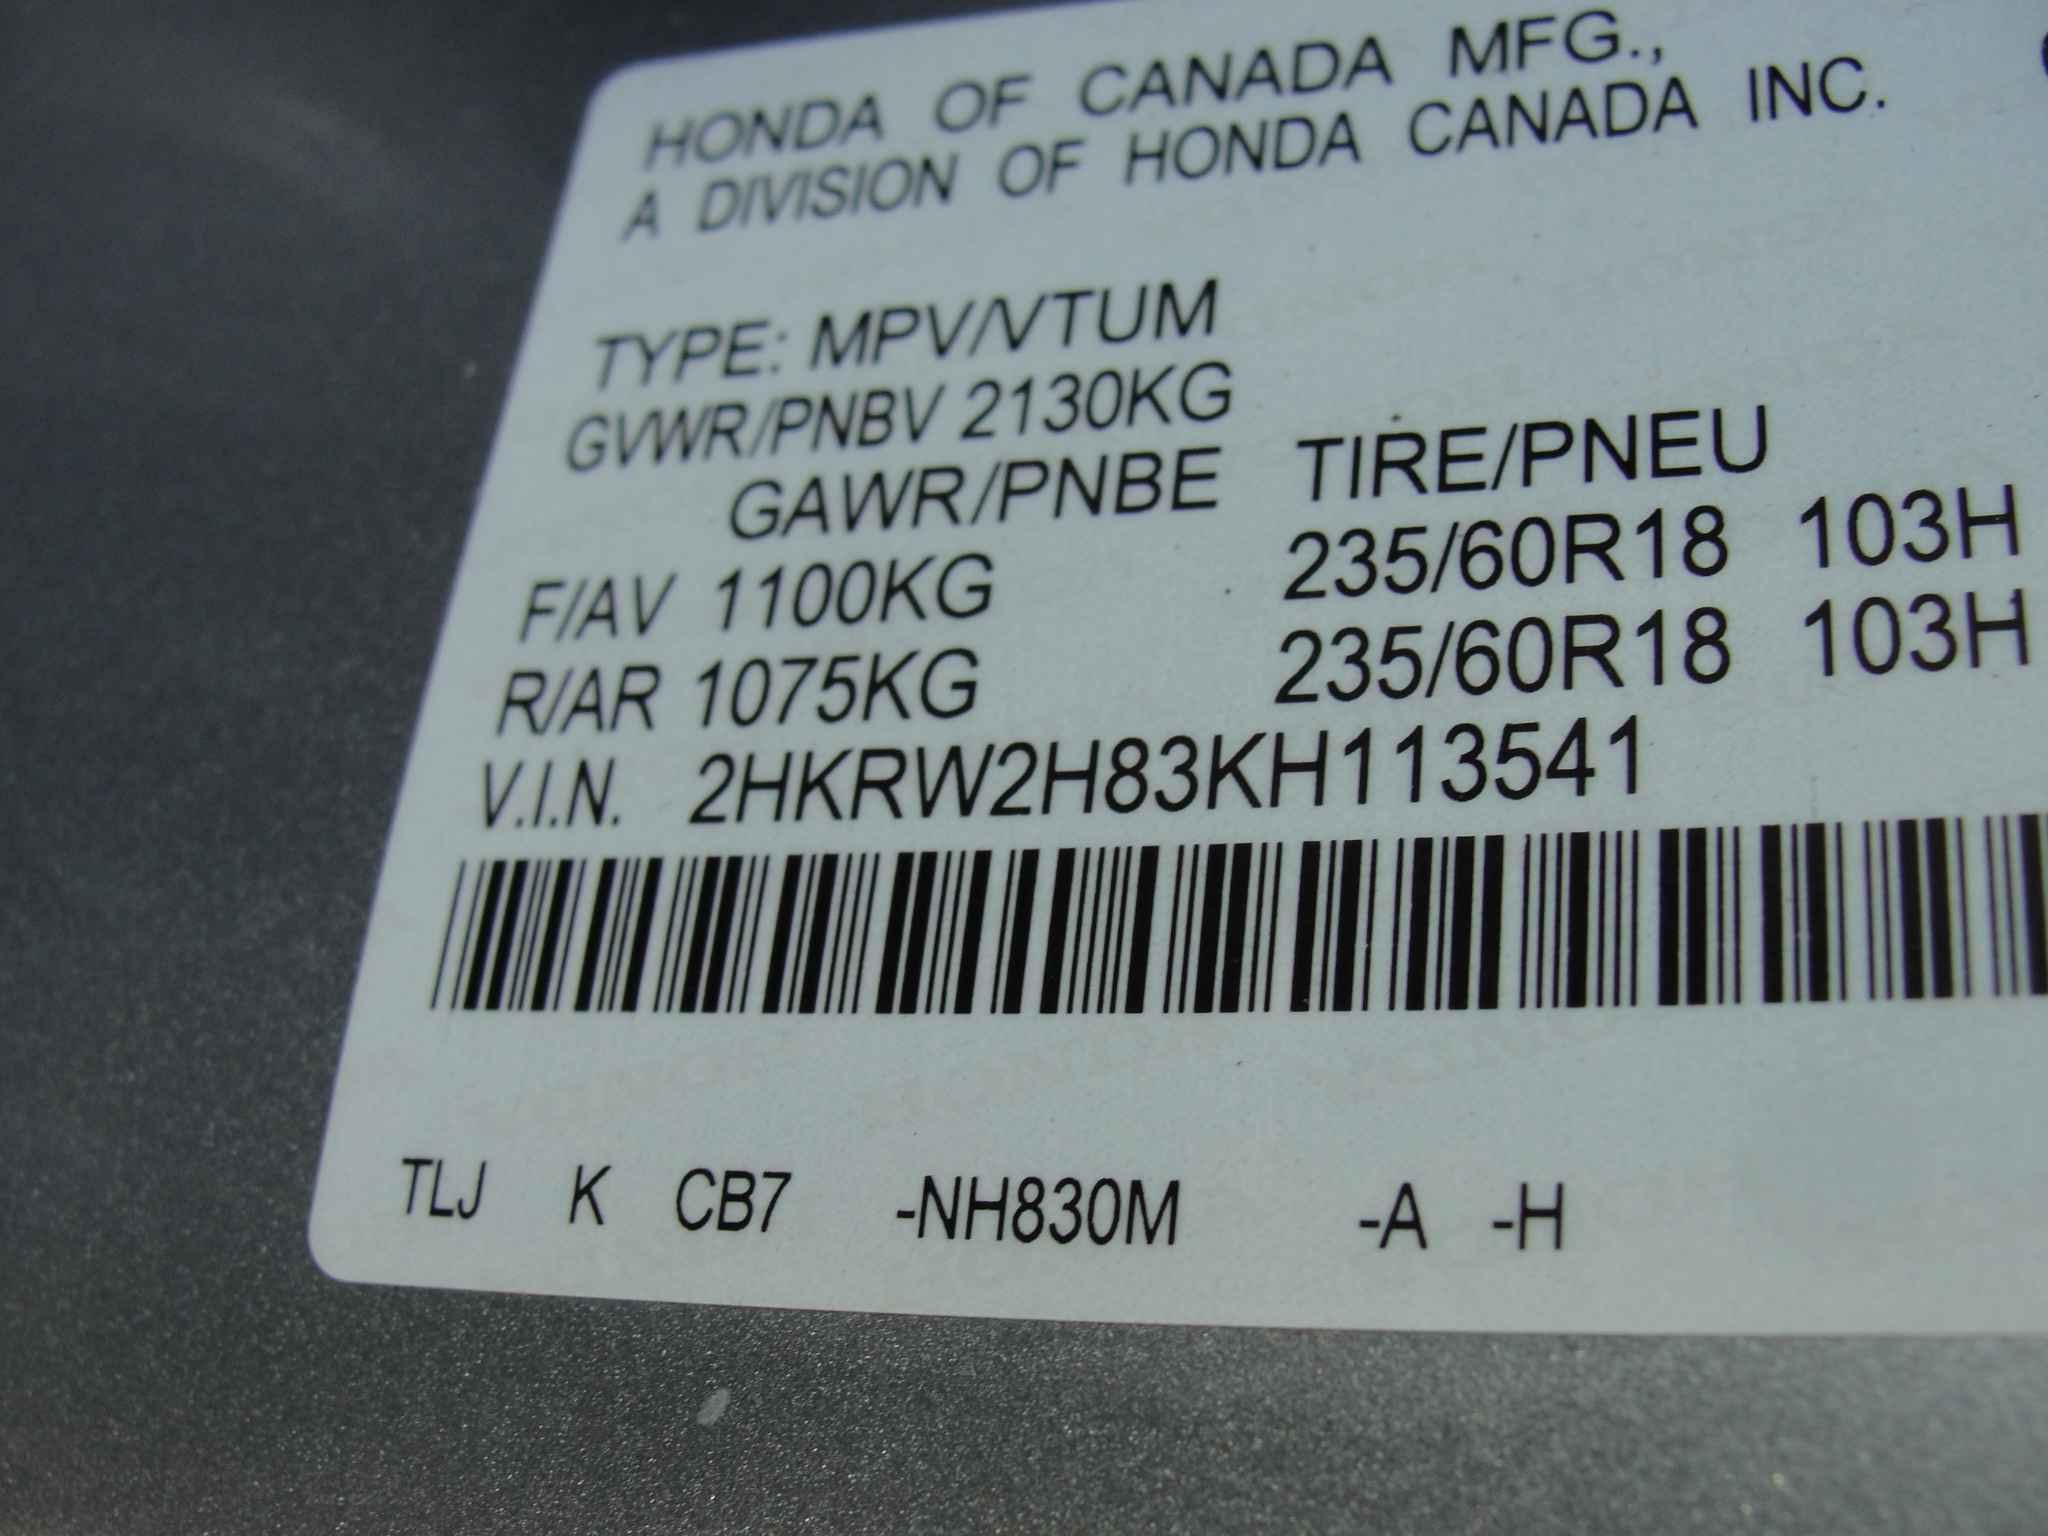 HONDA OF CANADA MFG.,
A DIVISION OF HONDA CANADA INC.
TYPE: MPV/VTUM
GVWR/PNBV 2130KG
GAWR/PNBE TIRE/PNEU
F/AV 1100KG 235/60R18 103H
R/AR 1075KG 235/60R18 103H
V.I.N. 2HKRW2H83KH113541
TLJ K CB7 -NH830M -A -H